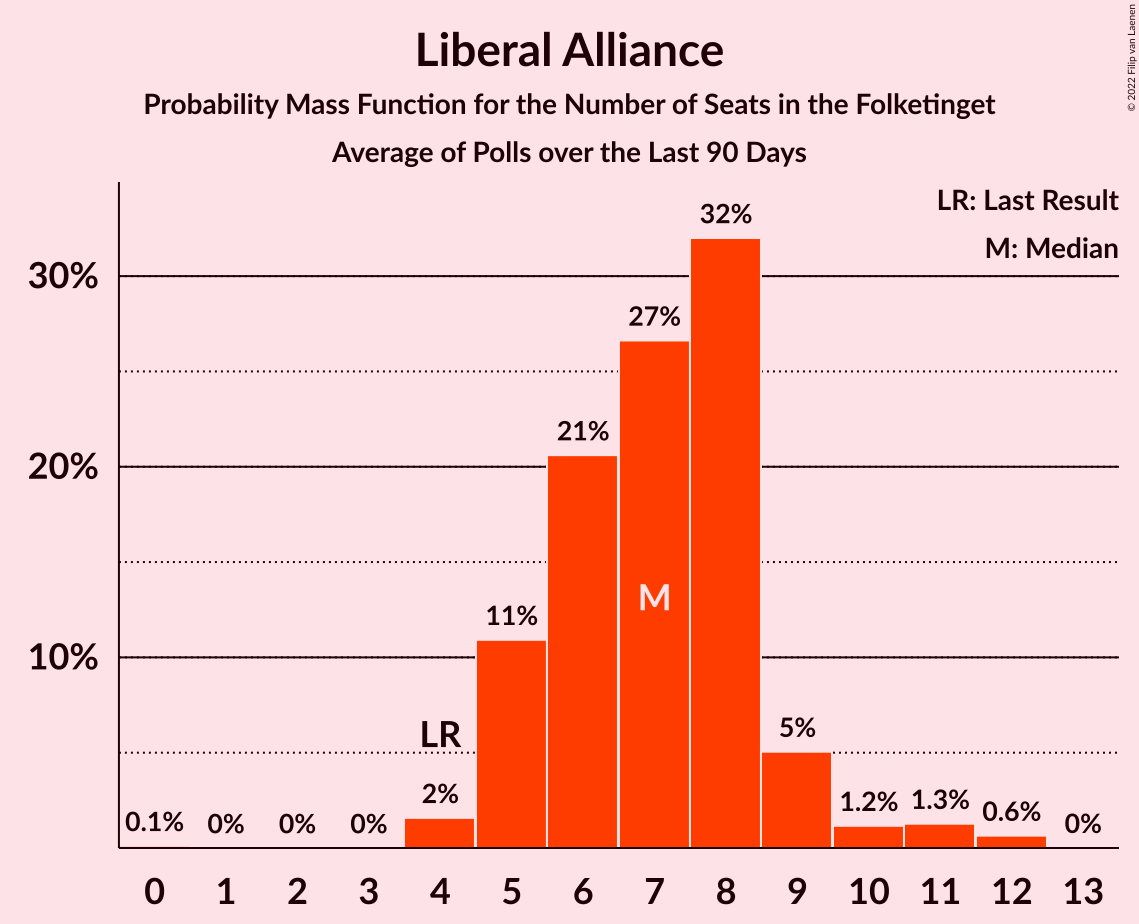 Liberal Alliance
Probability Mass Function for the Number of Seats in the Folketinget
Average of Polls over the Last 90 Days
© 2022 Filip van Laenen
LR: Last Result
M: Median
30%
20%
10%
0.1%
0%
0%
0%
LR
2%
11%
21%
27%
M
32%
5%
1.2%
1.3%
0.6%
0%
0 1 2 3 4 5 6 7 8 9 10 11 12 13